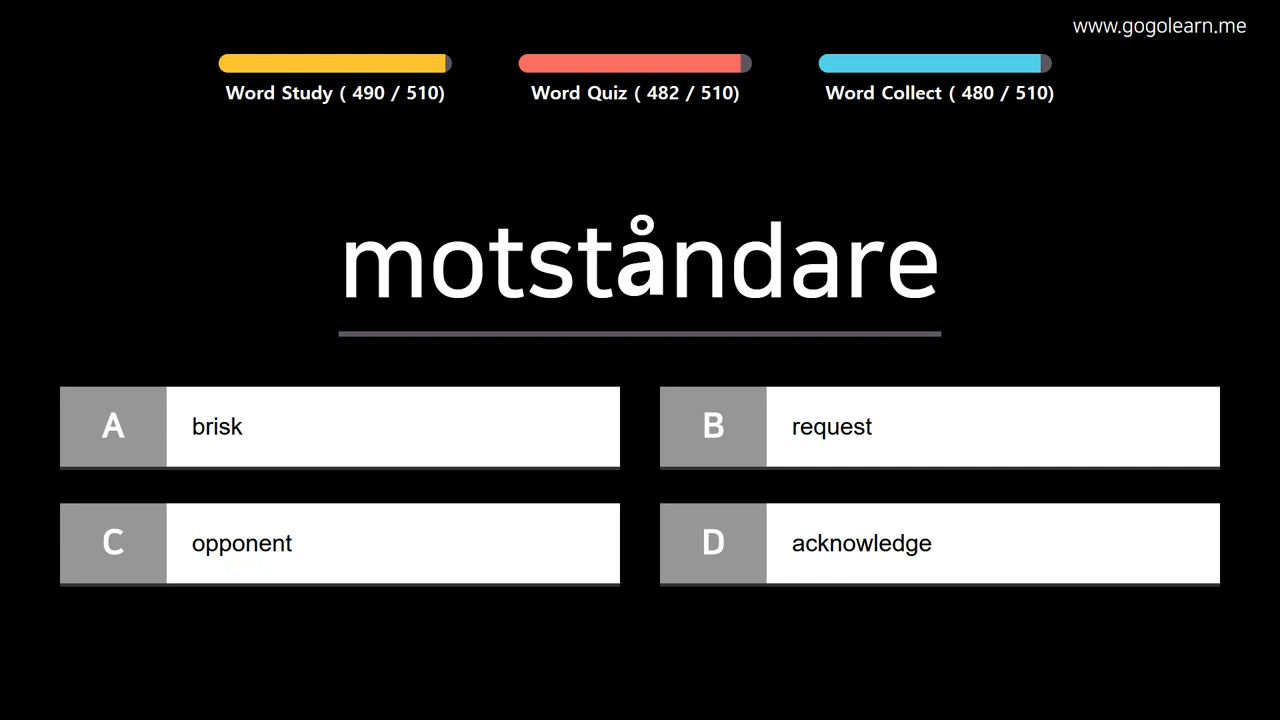 www.gogolearn.me
Word Study ( 490 / 510)
Word Quiz ( 482 / 510)
Word Collect ( 480 / 510)
motståndare
A brisk
B request
C opponent
D acknowledge